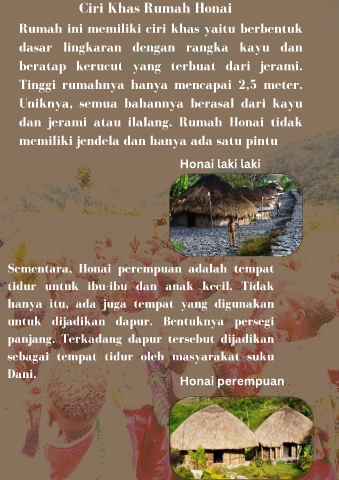 Ciri Khas Rumah Honai
Rumah ini memiliki ciri khas yaitu berbentuk
dasar lingkaran dengan rangka kayu dan
beratap kerucut yang terbuat dari jerami.
Tinggi rumahnya hanya mencapai 2,5 meter.
Uniknya, semua bahannya berasal dari kayu
dan jerami atau ilalang. Rumah Honai tidak
memiliki jendela dan hanya ada satu pintu
Honai laki laki
Sementara, Honai perempuan adalah tempat
tidur untuk ibu-ibu dan anak kecil. Tidak
hanya itu, ada juga tempat yang digunakan
untuk dijadikan dapur. Bentuknya persegi
panjang. Terkadang dapur tersebut dijadikan
sebagai tempat tidur oleh masyarakat suku
Dani.
Honai perempuan